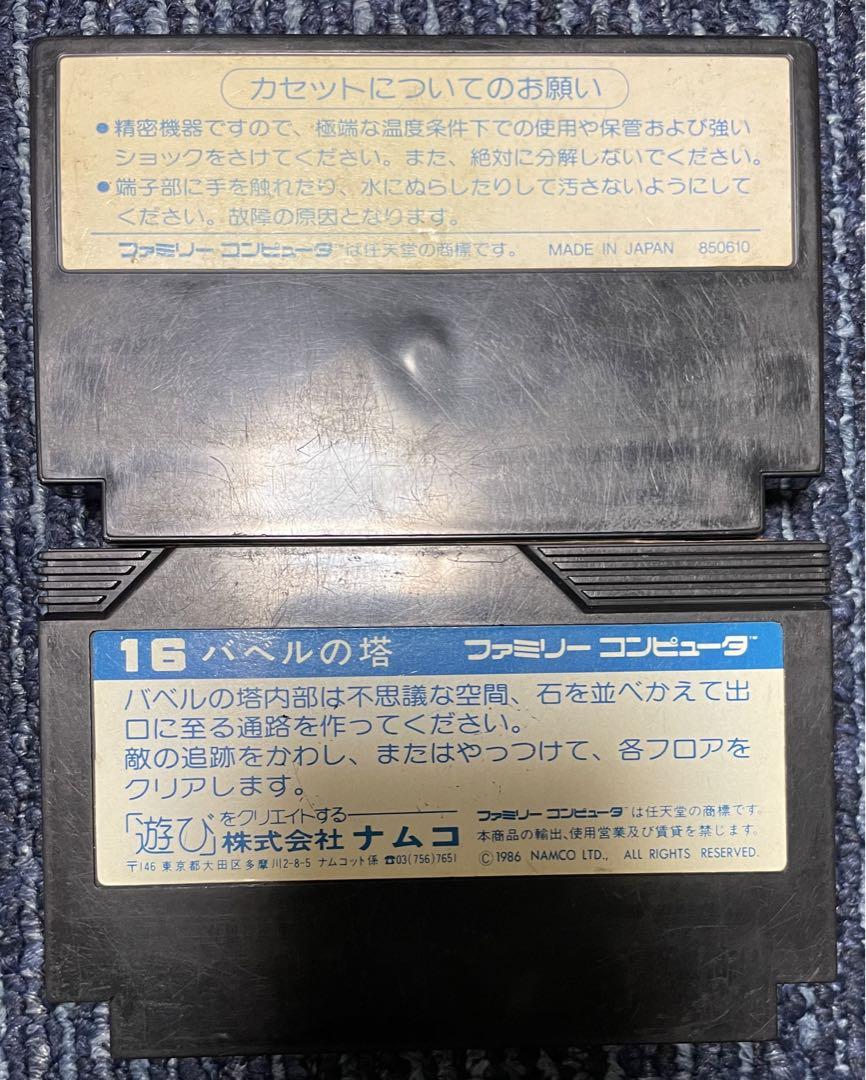 カセットについてのお願い
●精密機器ですので、極端な温度条件下での使用や保管および強い
ショックをさけてください。また、絶対に分解しないでください。
●端子部に手を触れたり、水にぬらしたりして汚さないようにして
ください。故障の原因となります。
ファミリー コンピュータ™は任天堂の商標です。 MADE IN JAPAN 850610
16 バベルの塔 ファミリー コンピュータ™
バベルの塔内部は不思議な空間、石を並べかえて出
口に至る通路を作ってください。
敵の追跡をかわし、またはやっつけて、各フロアを
クリアします。
「遊び」をクリエイトする
株式会社 ナムコ
〒146 東京都大田区多摩川2-8-5 ナムコット係 ☎03(756)7651
ファミリー コンピュータ™は任天堂の商標です。
本商品の輸出、使用営業及び賃貸を禁じます。
©1986 NAMCO LTD., ALL RIGHTS RESERVED.